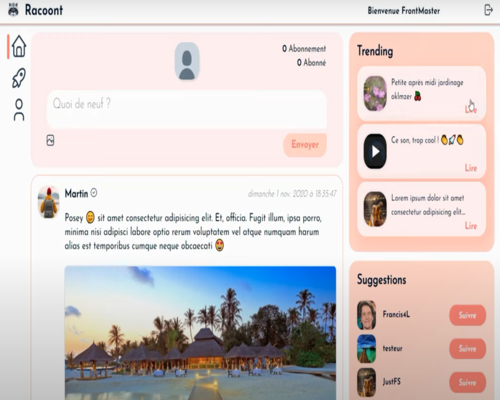 Racoont
Bienvenue FrontMaster
0 Abonnement
0 Abonné
Quoi de neuf ?
Envoyer
Martin
dimanche 1 nov. 2020 à 18:55:47
Posey 😄 sit amet consectetur adipisicing elit. Et, officia. Fugit illum, ipsa porro,
minima nisi adipisci labore optio rerum voluptatem vel atque numquam harum
alias est temporibus cumque neque obcaecati 😍
Trending
Petite après midi jardinage
oklmzer 🍒
Lire
Ce son, trop cool ! 👏🚀👏
Lire
Lorem ipsum dolor sit amet
consectetur adipisicing elit...
Lire
Suggestions
Francis4L
Suivre
testeur
Suivre
JustFS
Suivre